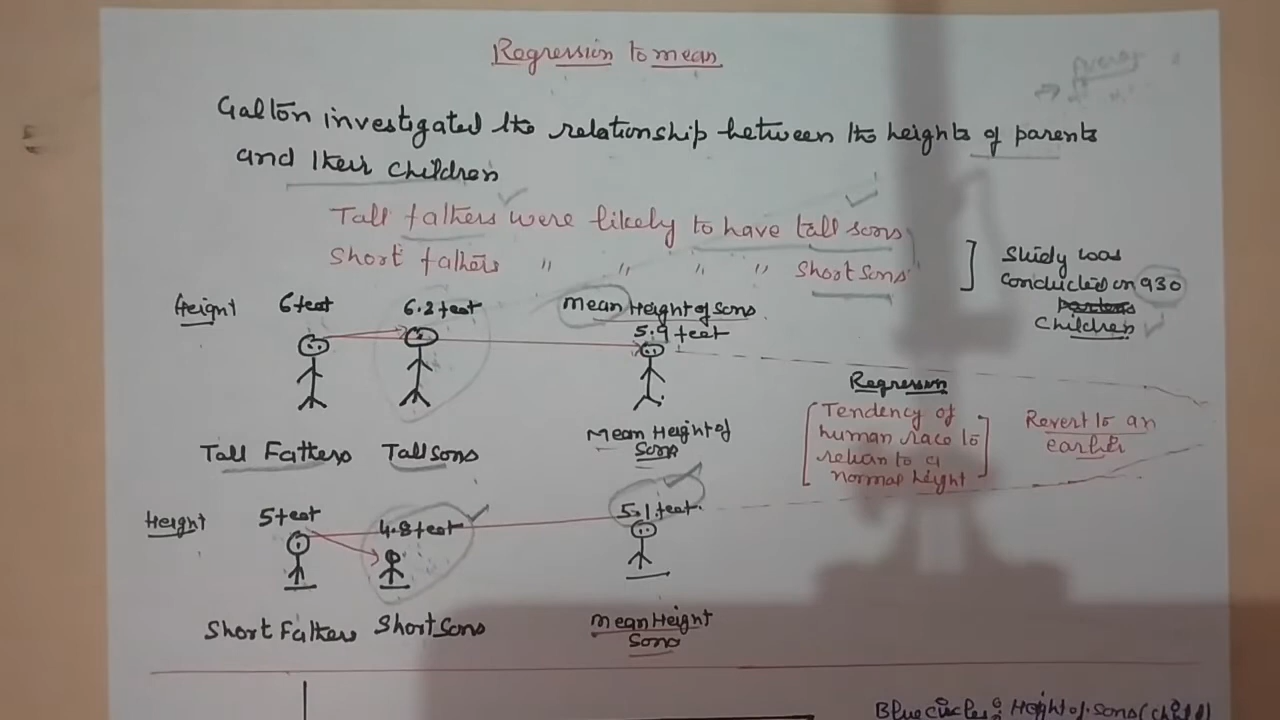 Regression to mean
Galton investigated the relationship between the heights of parents
and their children
Tall fathers were likely to have tall sons
Short fathers " " " " Short sons
Study was
conducted on 930
Children
Height
6 feet
6.2 feet
mean Height of sons
5.9 feet
Tall Fathers
Tall sons
Mean Height of
Sons
Regression
Tendency of
human race to
return to a
normal height
Revert to an
earlier
Height
5 feet
4.8 feet
5.1 feet
Short Fathers
Short sons
Mean Height
Sons
Blue circles: Height of sons (child)